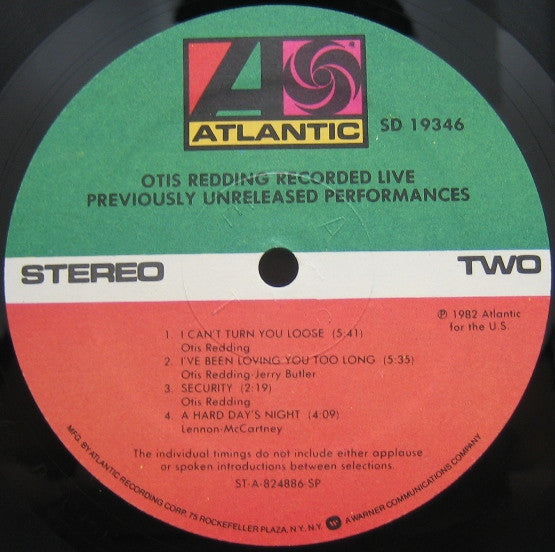 ATLANTIC
SD 19346
OTIS REDDING RECORDED LIVE
PREVIOUSLY UNRELEASED PERFORMANCES
STEREO
TWO
℗ 1982 Atlantic
for the U.S.
1. I CAN'T TURN YOU LOOSE (5:41)
Otis Redding
2. I'VE BEEN LOVING YOU TOO LONG (5:35)
Otis Redding-Jerry Butler
3. SECURITY (2:19)
Otis Redding
4. A HARD DAY'S NIGHT (4:09)
Lennon-McCartney
The individual timings do not include either applause
or spoken introductions between selections.
ST-A-824886-SP
MFG. BY ATLANTIC RECORDING CORP. 75 ROCKEFELLER PLAZA, N.Y. N.Y. A WARNER COMMUNICATIONS COMPANY